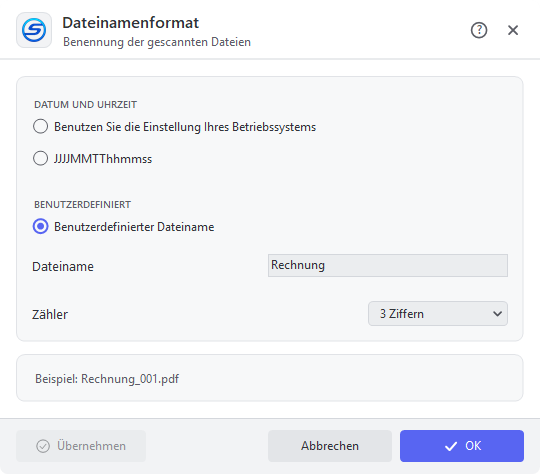 Dateinamenformat
Benennung der gescannten Dateien
DATUM UND UHRZEIT
Benutzen Sie die Einstellung Ihres Betriebssystems
JJJJMMTThhmmss
BENUTZERDEFINIERT
Benutzerdefinierter Dateiname
Dateiname
Rechnung
Zähler
3 Ziffern
Beispiel: Rechnung_001.pdf
Übernehmen
Abbrechen
OK